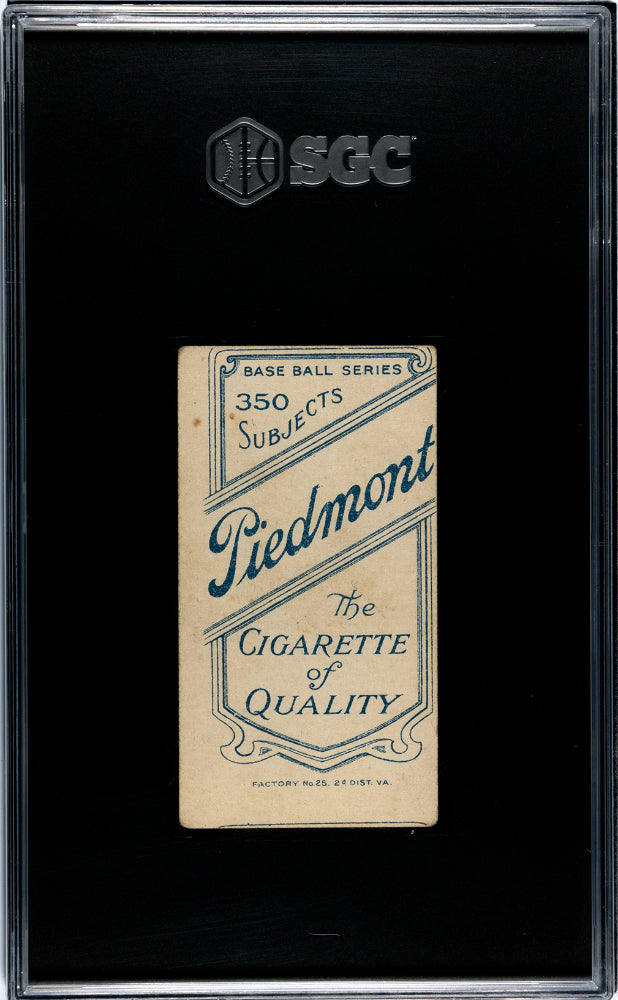 SGC
BASE BALL SERIES
350
SUBJECTS
Piedmont
The
CIGARETTE
of
QUALITY
FACTORY No. 25, 2d DIST. VA.